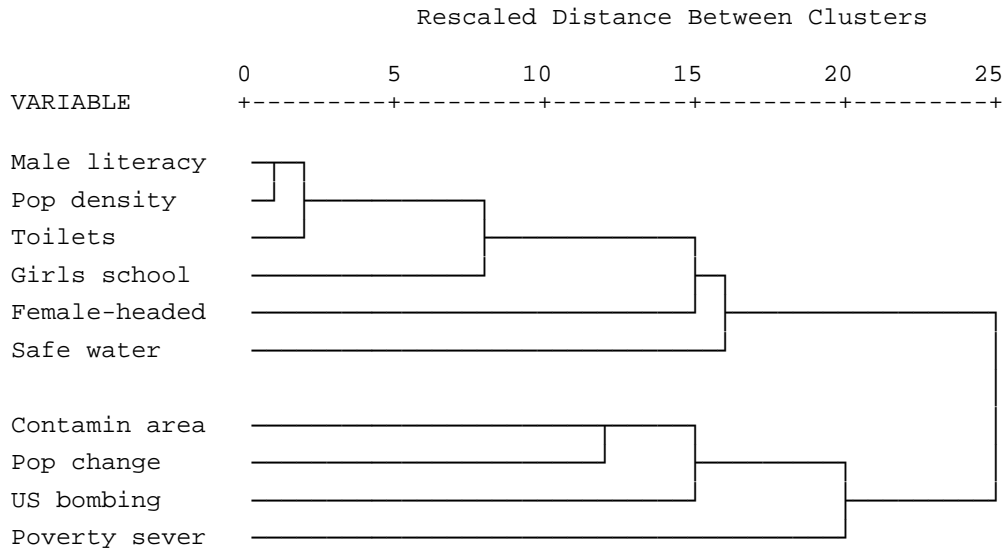 Rescaled Distance Between Clusters
0 5 10 15 20 25
VARIABLE +---------+---------+---------+---------+---------+
Male literacy
Pop density
Toilets
Girls school
Female-headed
Safe water
Contamin area
Pop change
US bombing
Poverty sever